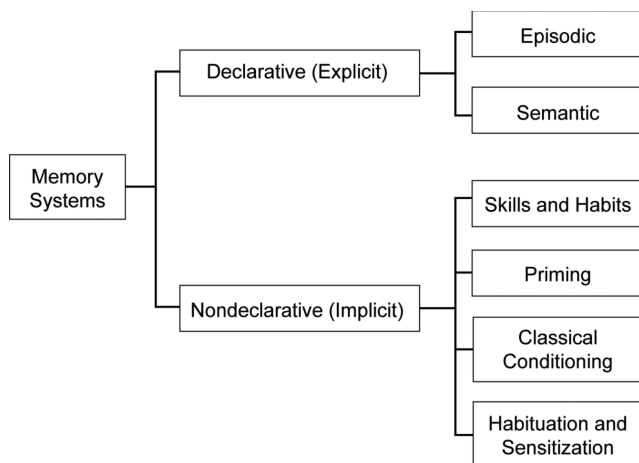 Memory
Systems
Declarative (Explicit)
Episodic
Semantic
Nondeclarative (Implicit)
Skills and Habits
Priming
Classical
Conditioning
Habituation and
Sensitization